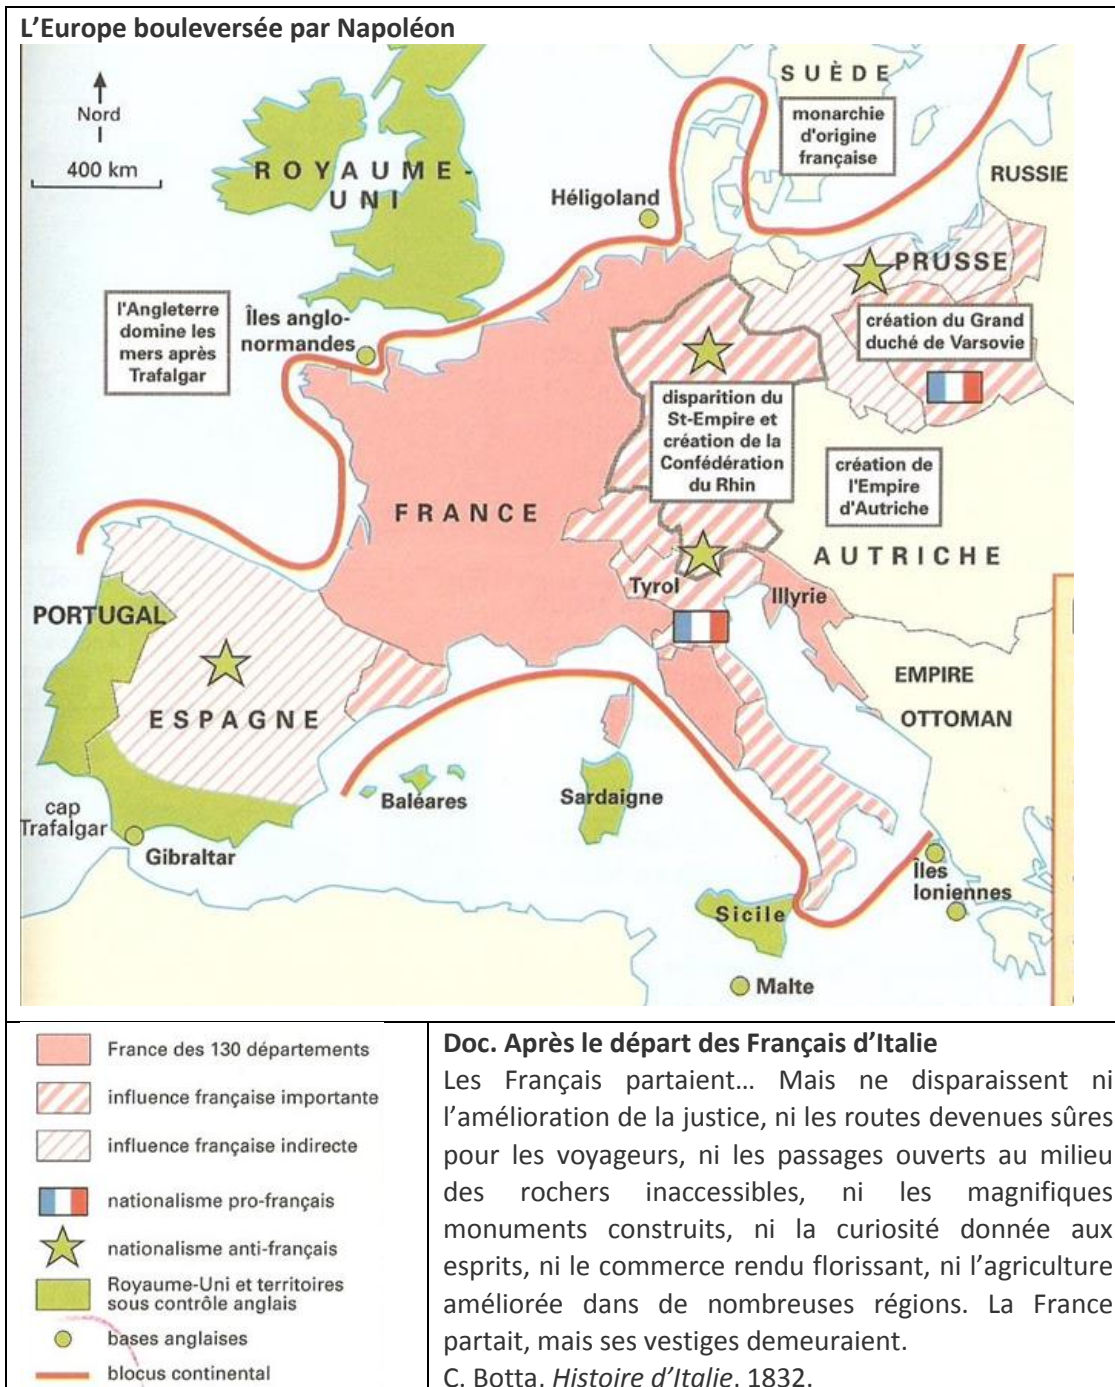 L'Europe bouleversée par Napoléon
Nord
400 km
SUÈDE
monarchie
d'origine
française
RUSSIE
ROYAUME-
UNI
Héligoland
PRUSSE
l'Angleterre
domine les
mers après
Trafalgar
Îles anglo-
normandes
création du Grand
duché de Varsovie
disparition du
St-Empire et
création de la
Confédération
du Rhin
création de
l'Empire
d'Autriche
FRANCE
AUTRICHE
Tyrol
Illyrie
PORTUGAL
EMPIRE
OTTOMAN
ESPAGNE
cap
Trafalgar
Gibraltar
Baléares
Sardaigne
Îles
Ioniennes
Sicile
Malte
France des 130 départements
influence française importante
influence française indirecte
nationalisme pro-français
nationalisme anti-français
Royaume-Uni et territoires
sous contrôle anglais
bases anglaises
blocus continental
Doc. Après le départ des Français d'Italie
Les Français partaient… Mais ne disparaissent ni
l'amélioration de la justice, ni les routes devenues sûres
pour les voyageurs, ni les passages ouverts au milieu
des rochers inaccessibles, ni les magnifiques
monuments construits, ni la curiosité donnée aux
esprits, ni le commerce rendu florissant, ni l'agriculture
améliorée dans de nombreuses régions. La France
partait, mais ses vestiges demeuraient.
C. Botta, Histoire d'Italie, 1832.